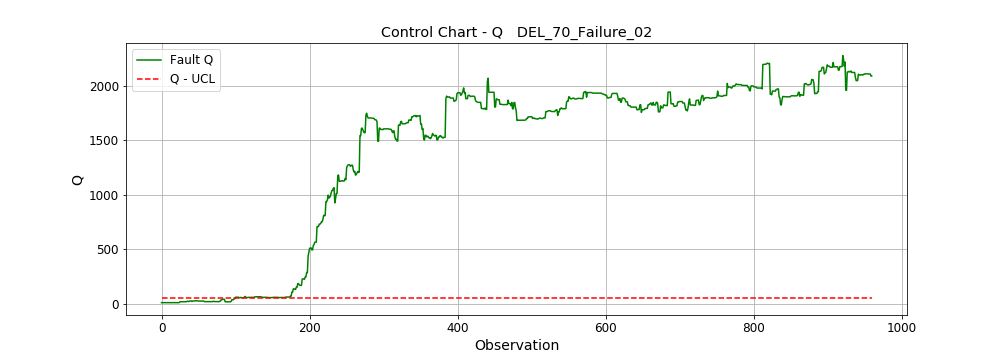 Control Chart - Q   DEL_70_Failure_02
Fault Q
Q - UCL
Q
2000
1500
1000
500
0
0 200 400 600 800 1000
Observation